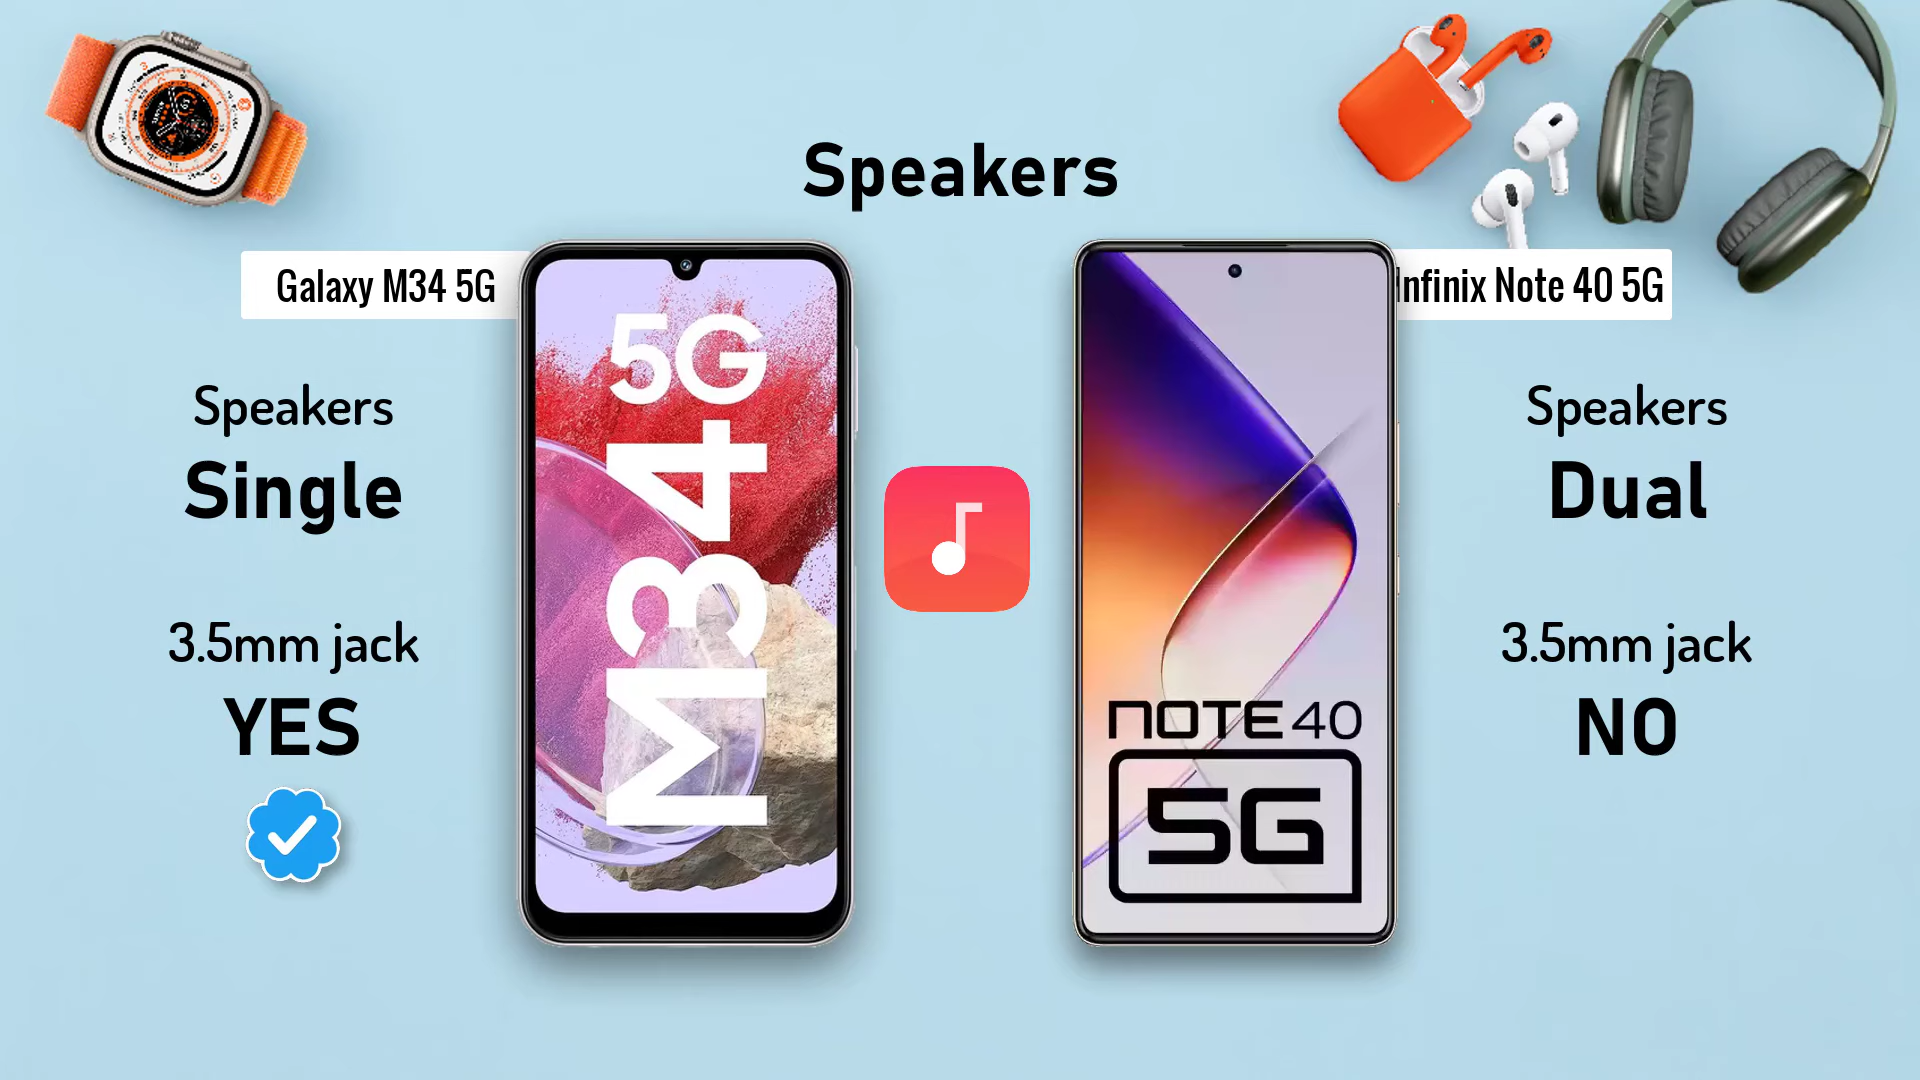 Speakers
Galaxy M34 5G
Infinix Note 40 5G
Speakers
Single
3.5mm jack
YES
M34 5G
NOTE 40
5G
Speakers
Dual
3.5mm jack
NO